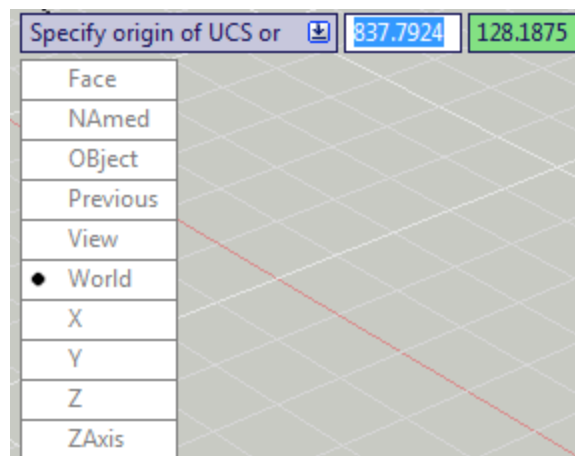 Specify origin of UCS or 837.7924 128.1875
Face
NAmed
OBject
Previous
View
World
X
Y
Z
ZAxis